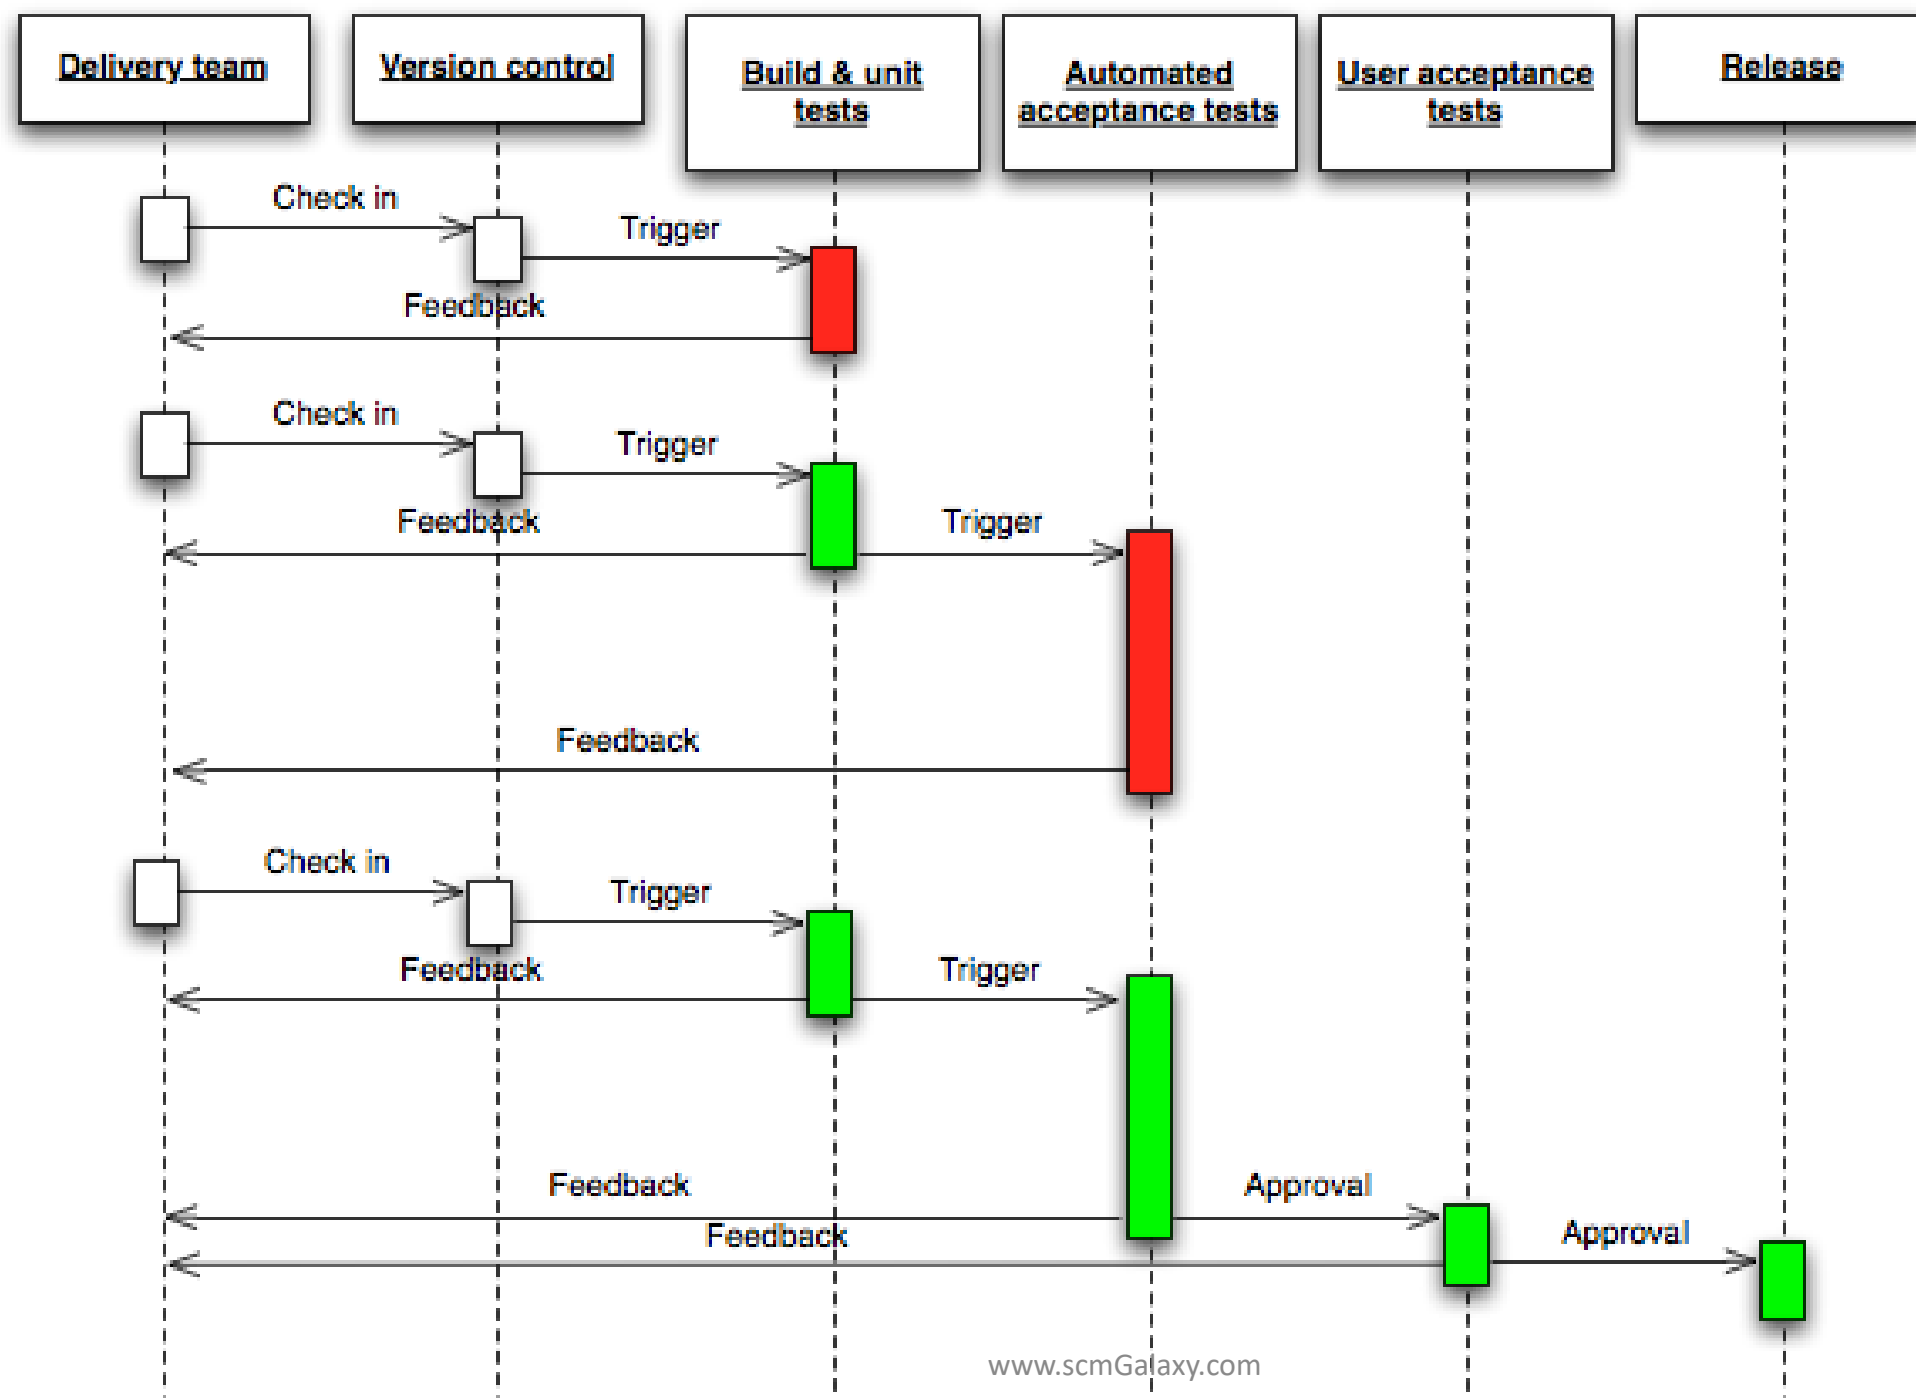 Delivery team
Version control
Build & unit
tests
Automated
acceptance tests
User acceptance
tests
Release
Check in
Trigger
Feedback
Check in
Trigger
Feedback
Trigger
Feedback
Check in
Trigger
Feedback
Trigger
Feedback
Approval
Feedback
Approval
www.scmGalaxy.com